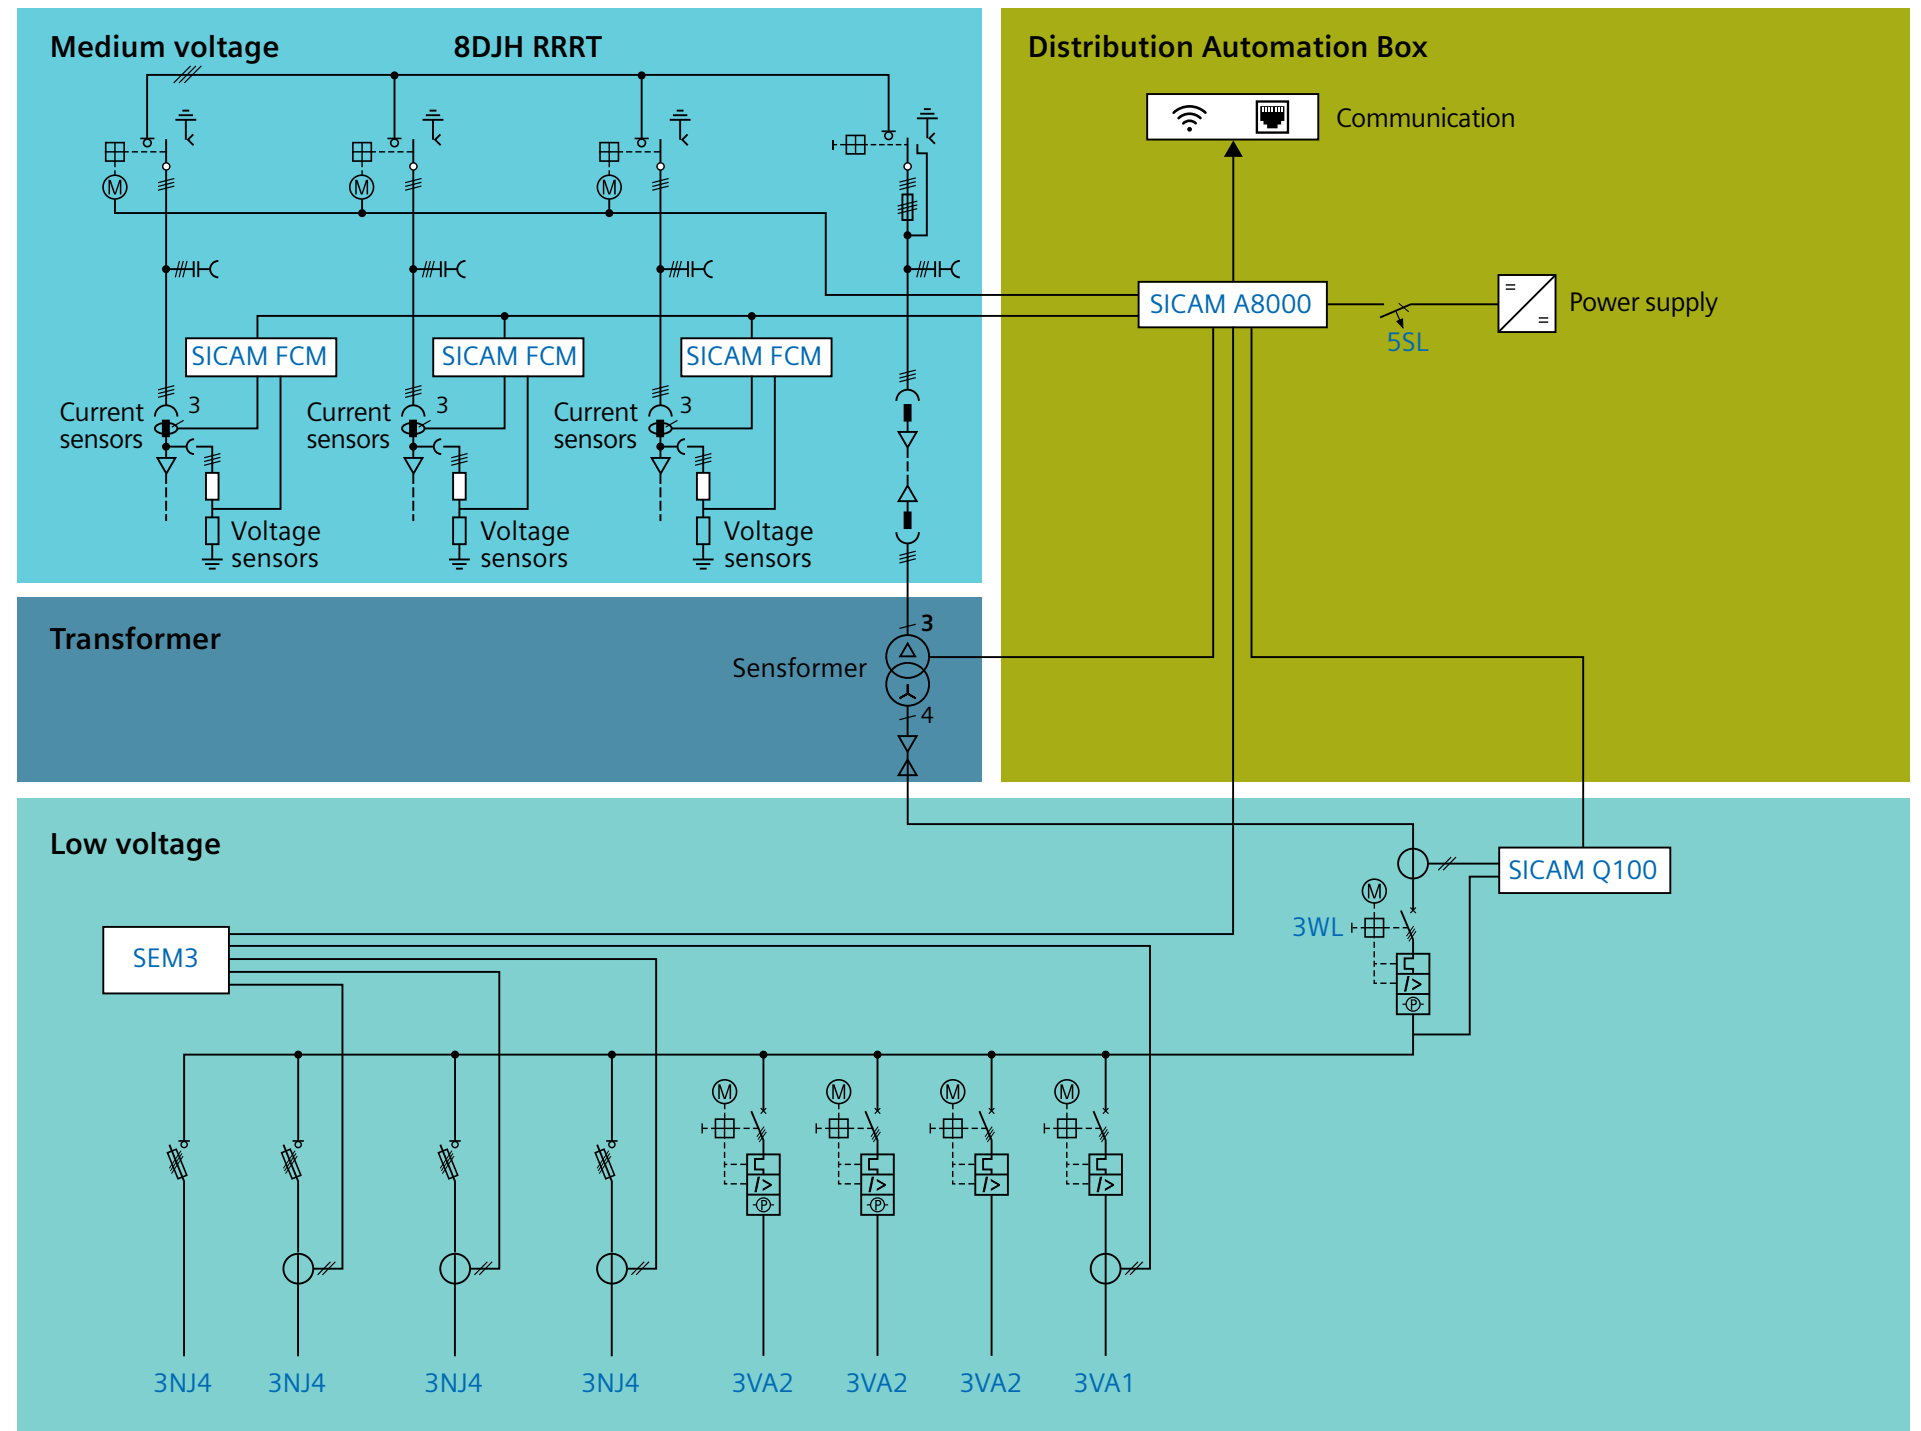 Medium voltage
8DJH RRRT
Distribution Automation Box
Communication
M
M
M
SICAM A8000
Power supply
5SL
SICAM FCM
SICAM FCM
SICAM FCM
Current
sensors
3
Current
sensors
3
Current
sensors
3
Voltage
sensors
Voltage
sensors
Voltage
sensors
Transformer
3
Sensformer
4
Low voltage
SICAM Q100
M
3WL
I>
P
SEM3
M
M
M
M
I>
I>
I>
I>
P
P
3NJ4
3NJ4
3NJ4
3NJ4
3VA2
3VA2
3VA2
3VA1